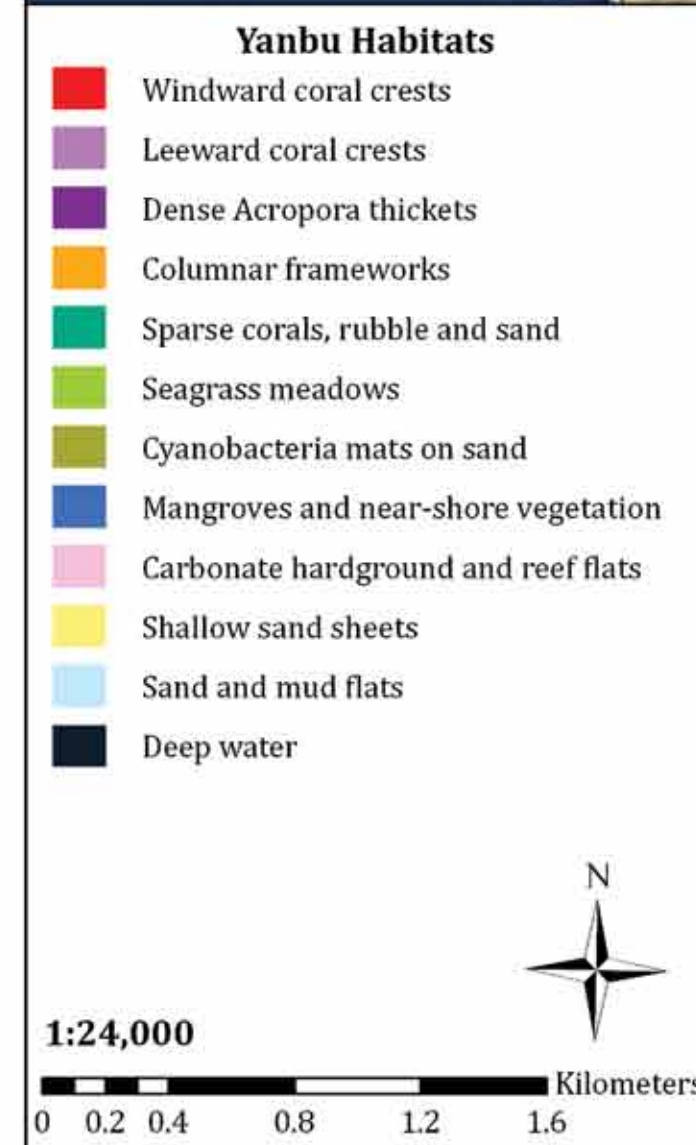 Yanbu Habitats
Windward coral crests
Leeward coral crests
Dense Acropora thickets
Columnar frameworks
Sparse corals, rubble and sand
Seagrass meadows
Cyanobacteria mats on sand
Mangroves and near-shore vegetation
Carbonate hardground and reef flats
Shallow sand sheets
Sand and mud flats
Deep water
N
1:24,000
Kilometers
0 0.2 0.4 0.8 1.2 1.6